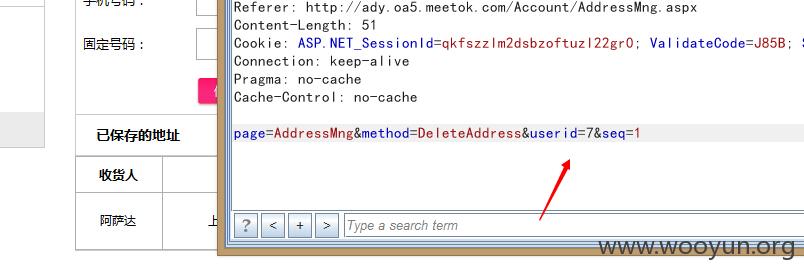 手机号码：
固定号码：
已保存的地址
收货人
阿萨达
Referer: http://ady.oa5.meetok.com/Account/AddressMng.aspx
Content-Length: 51
Cookie: ASP.NET_SessionId=qkfszzlm2dsbzoftuzl22gr0; ValidateCode=J85B;
Connection: keep-alive
Pragma: no-cache
Cache-Control: no-cache
page=AddressMng&method=DeleteAddress&userid=7&seq=1
? < + > Type a search term
www.wooyun.org